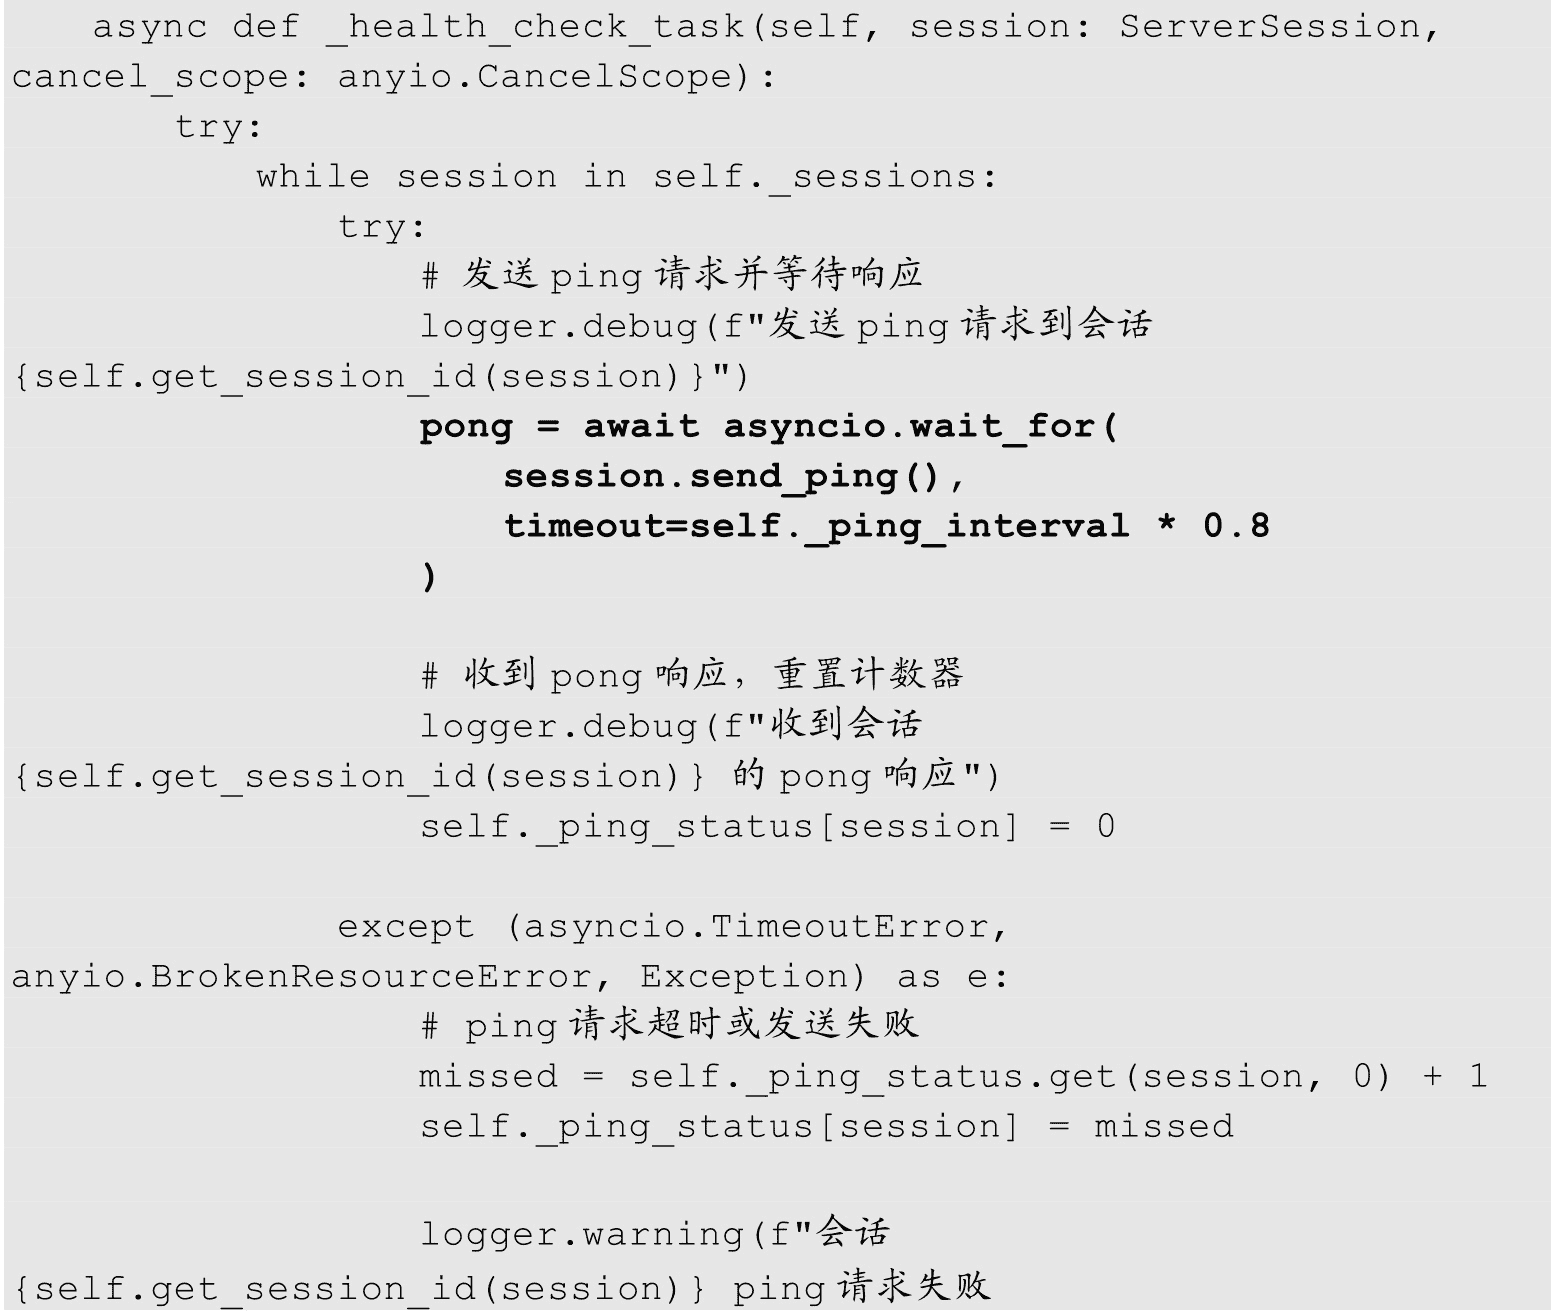 async def _health_check_task(self, session: ServerSession,
cancel_scope: anyio.CancelScope):
try:
while session in self._sessions:
try:
# 发送 ping 请求并等待响应
logger.debug(f"发送 ping 请求到会话
{self.get_session_id(session)}")
pong = await asyncio.wait_for(
session.send_ping(),
timeout=self._ping_interval * 0.8
)
# 收到 pong 响应，重置计数器
logger.debug(f"收到会话
{self.get_session_id(session)} 的 pong 响应")
self._ping_status[session] = 0
except (asyncio.TimeoutError,
anyio.BrokenResourceError, Exception) as e:
# ping 请求超时或发送失败
missed = self._ping_status.get(session, 0) + 1
self._ping_status[session] = missed
logger.warning(f"会话
{self.get_session_id(session)} ping 请求失败